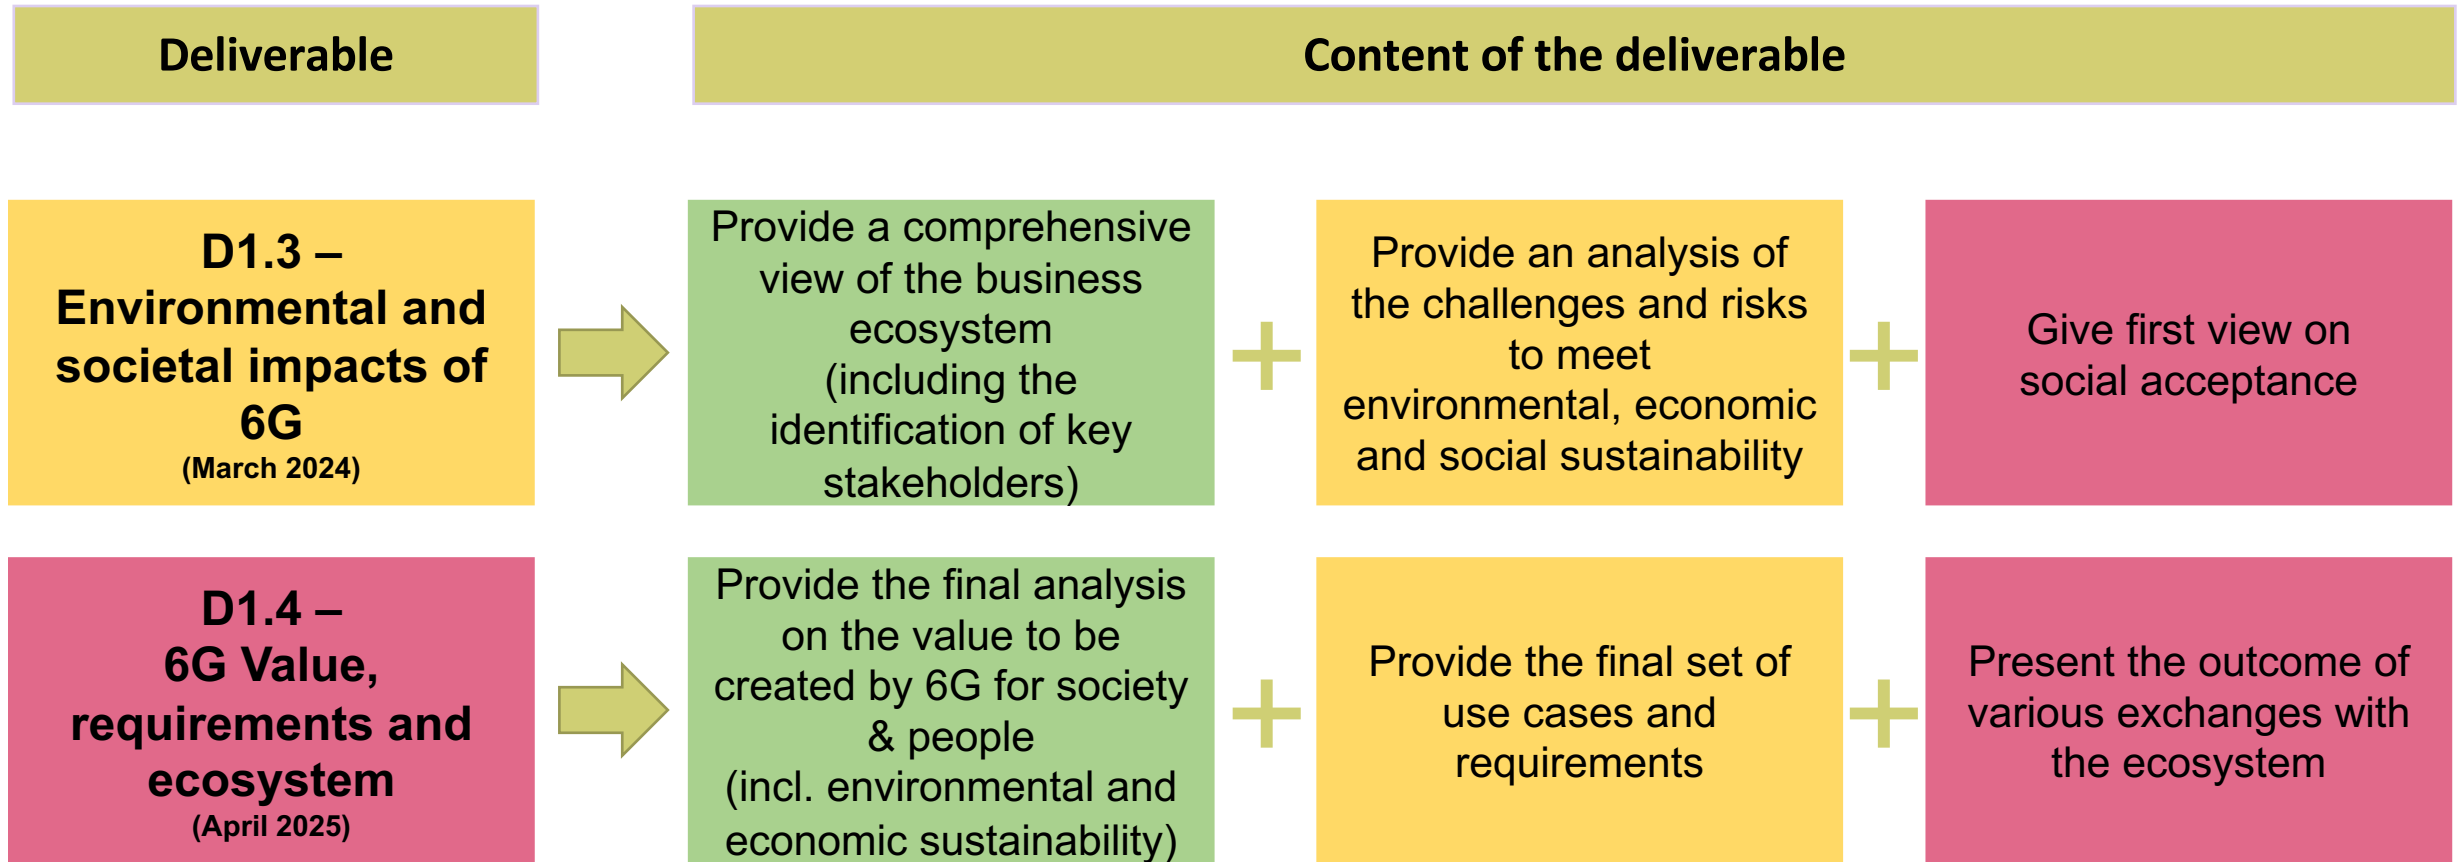 Deliverable
Content of the deliverable
D1.3 –
Environmental and
societal impacts of
6G
(March 2024)
Provide a comprehensive
view of the business
ecosystem
(including the
identification of key
stakeholders)
Provide an analysis of
the challenges and risks
to meet
environmental, economic
and social sustainability
Give first view on
social acceptance
D1.4 –
6G Value,
requirements and
ecosystem
(April 2025)
Provide the final analysis
on the value to be
created by 6G for society
& people
(incl. environmental and
economic sustainability)
Provide the final set of
use cases and
requirements
Present the outcome of
various exchanges with
the ecosystem